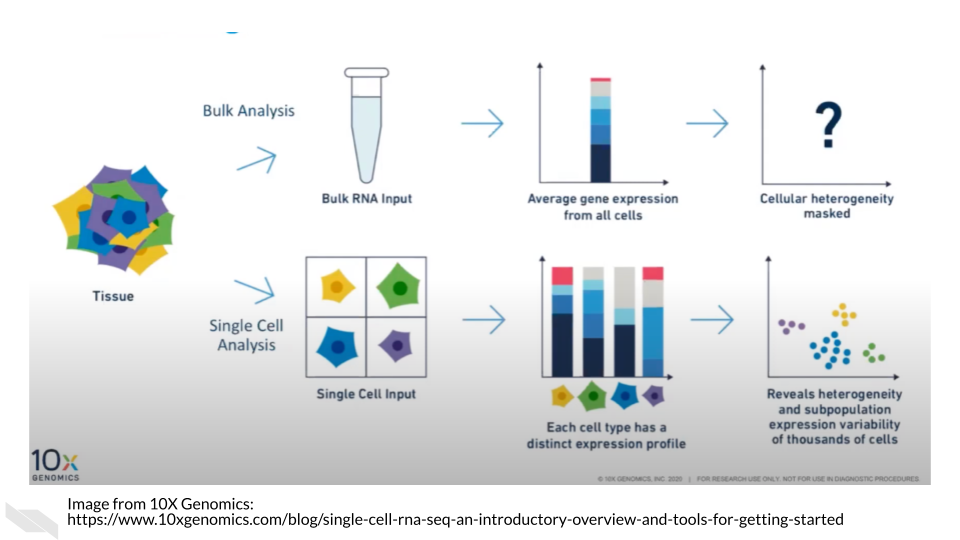 Bulk Analysis
Bulk RNA Input
Average gene expression
from all cells
?
Cellular heterogeneity
masked
Tissue
Single Cell
Analysis
Single Cell Input
Each cell type has a
distinct expression profile
Reveals heterogeneity
and subpopulation
expression variability
of thousands of cells
10x
GENOMICS
© 10X GENOMICS, INC. 2020 | FOR RESEARCH USE ONLY. NOT FOR USE IN DIAGNOSTIC PROCEDURES.
Image from 10X Genomics:
https://www.10xgenomics.com/blog/single-cell-rna-seq-an-introductory-overview-and-tools-for-getting-started